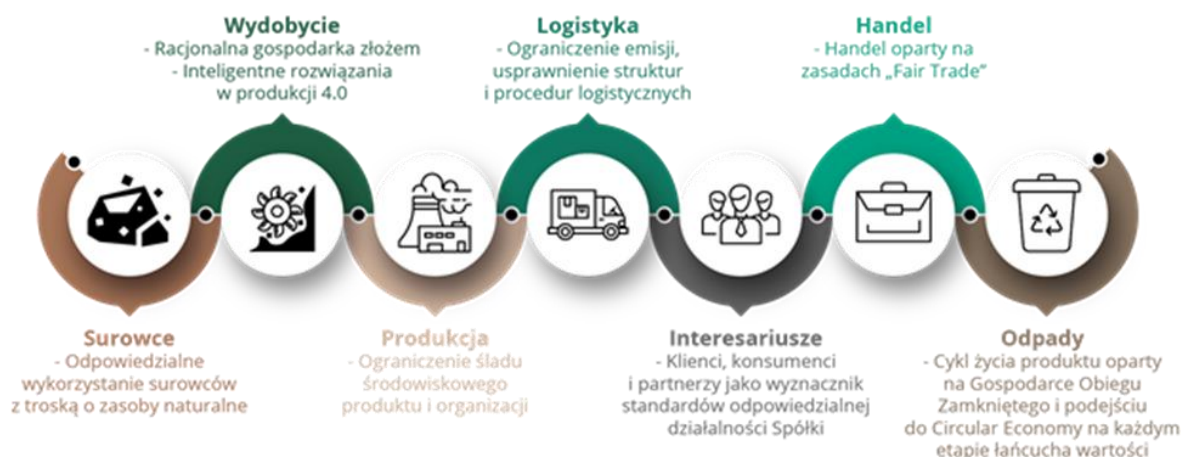 Wydobycie
- Racjonalna gospodarka złożem
- Inteligentne rozwiązania
w produkcji 4.0
Logistyka
- Ograniczenie emisji,
usprawnienie struktur
i procedur logistycznych
Handel
- Handel oparty na
zasadach „Fair Trade”
Surowce
- Odpowiedzialne
wykorzystanie surowców
z troską o zasoby naturalne
Produkcja
- Ograniczenie śladu
środowiskowego
produktu i organizacji
Interesariusze
- Klienci, konsumenci
i partnerzy jako wyznacznik
standardów odpowiedzialnej
działalności Spółki
Odpady
- Cykl życia produktu oparty
na Gospodarce Obiegu
Zamkniętego i podejściu
do Circular Economy na każdym
etapie łańcucha wartości